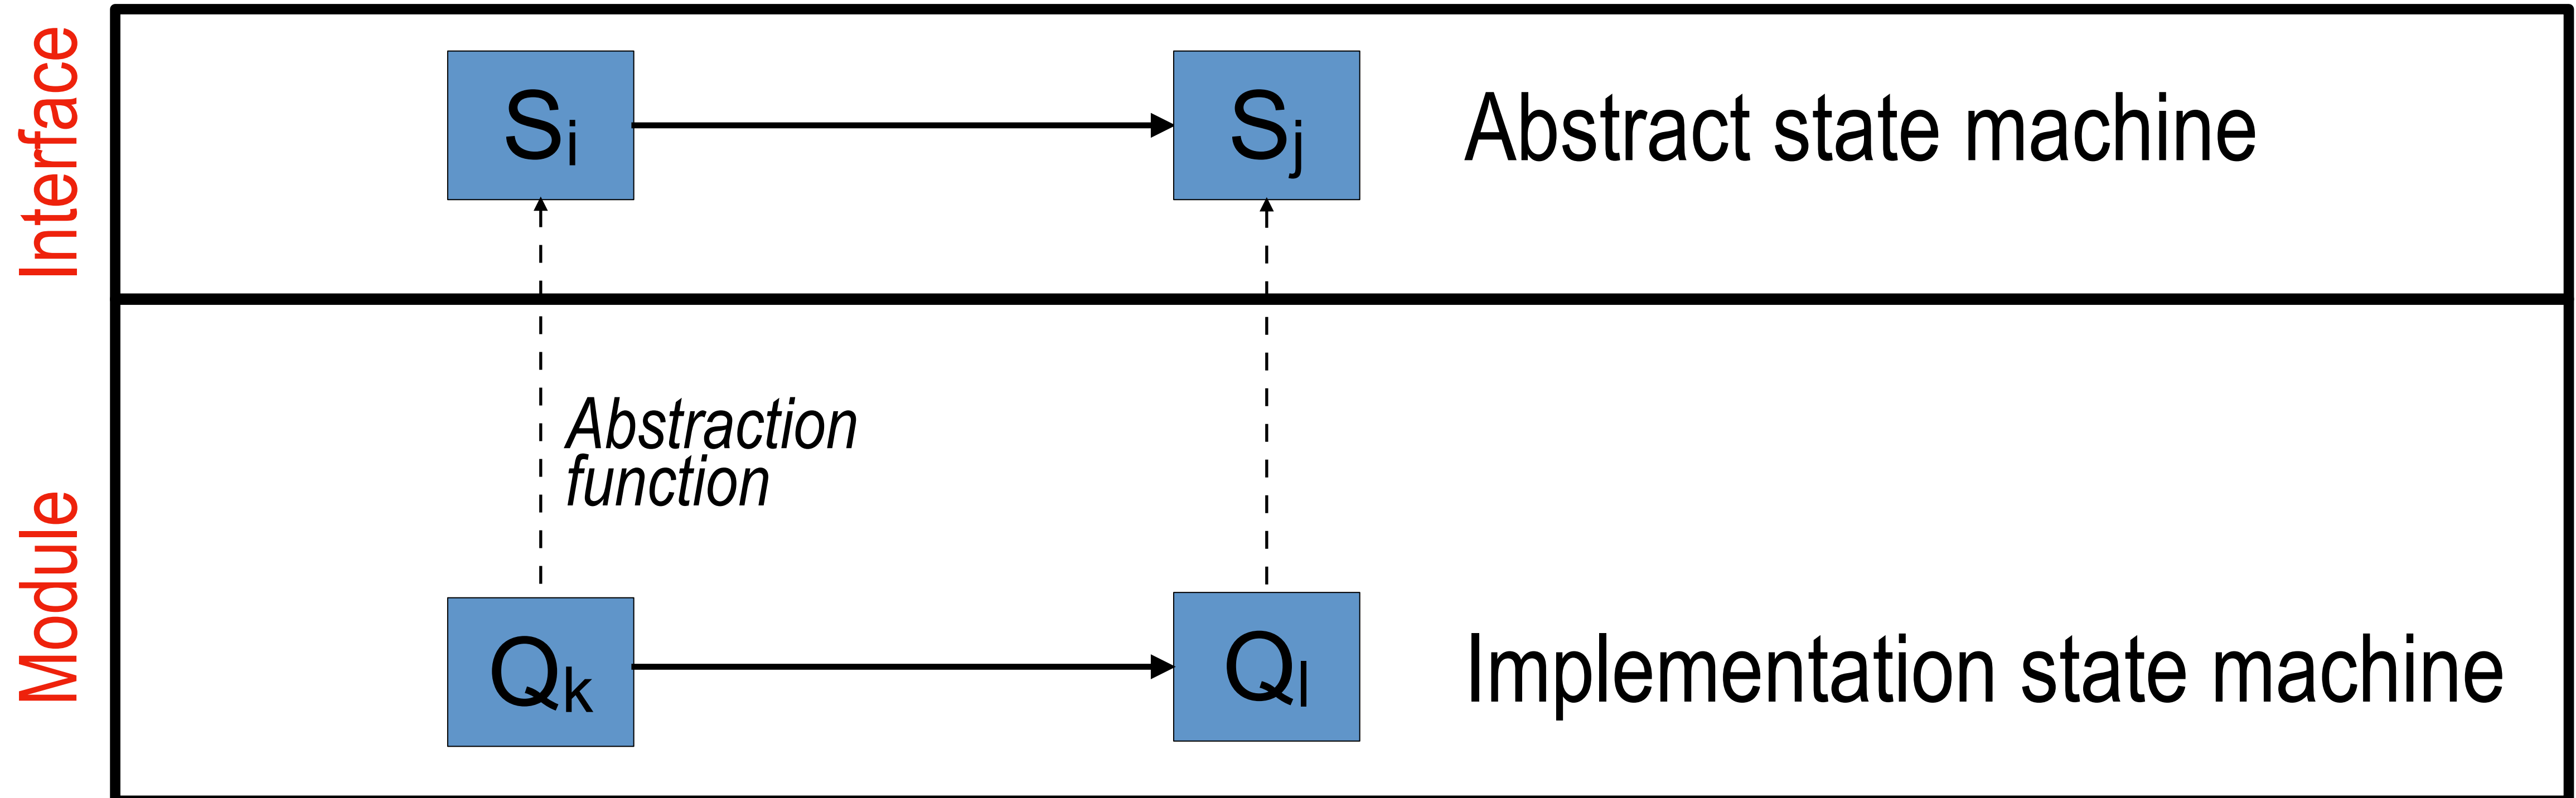 Interface
Si
Sj
Abstract state machine
Abstraction
function
Module
Qk
Ql
Implementation state machine